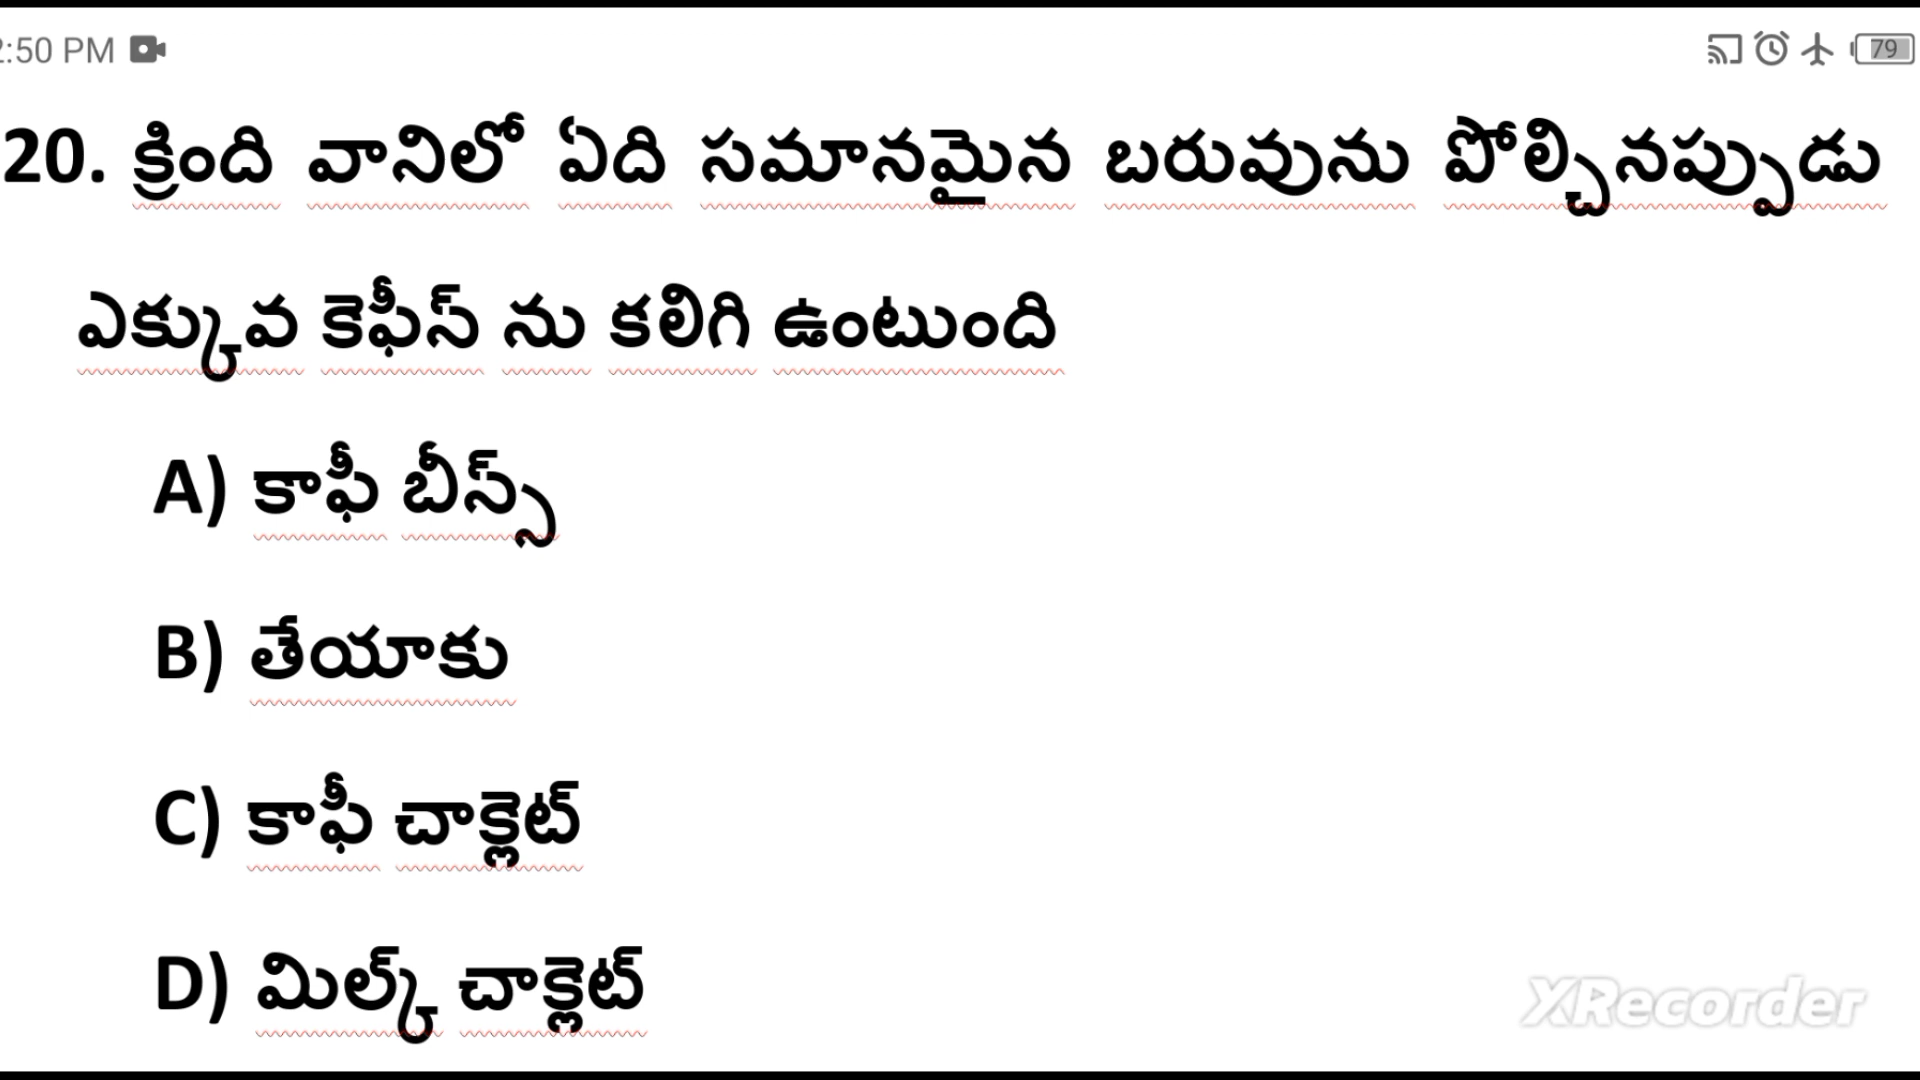 2:50 PM
79
20. క్రింది వానిలో ఏది సమానమైన బరువును పోల్చినప్పుడు
ఎక్కువ కెఫీన్ ను కలిగి ఉంటుంది
A) కాఫీ బీన్స్
B) తేయాకు
C) కాఫీ చాక్లెట్
D) మిల్క్ చాక్లెట్
XRecorder